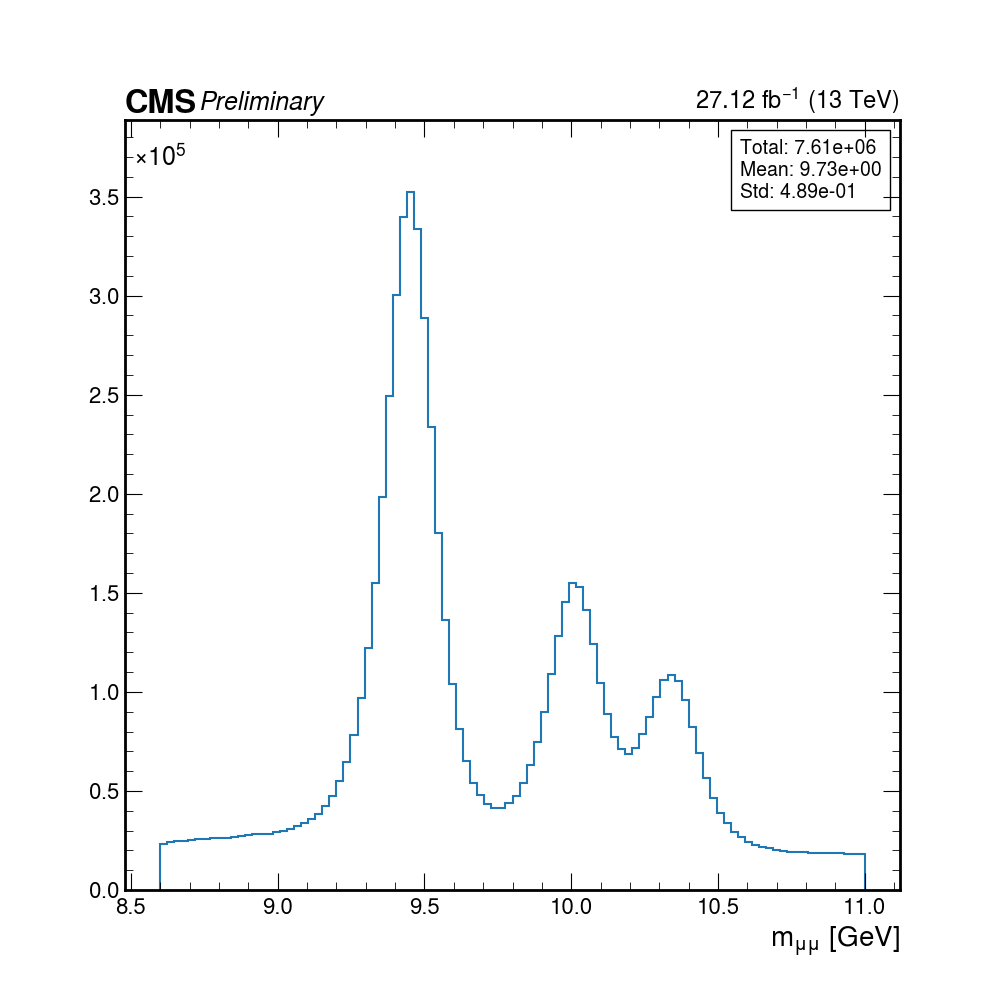 CMS Preliminary
27.12 fb⁻¹ (13 TeV)
×10⁵
Total: 7.61e+06
Mean: 9.73e+00
Std: 4.89e-01
3.5
3.0
2.5
2.0
1.5
1.0
0.5
0.0
8.5 9.0 9.5 10.0 10.5 11.0
m_μμ [GeV]